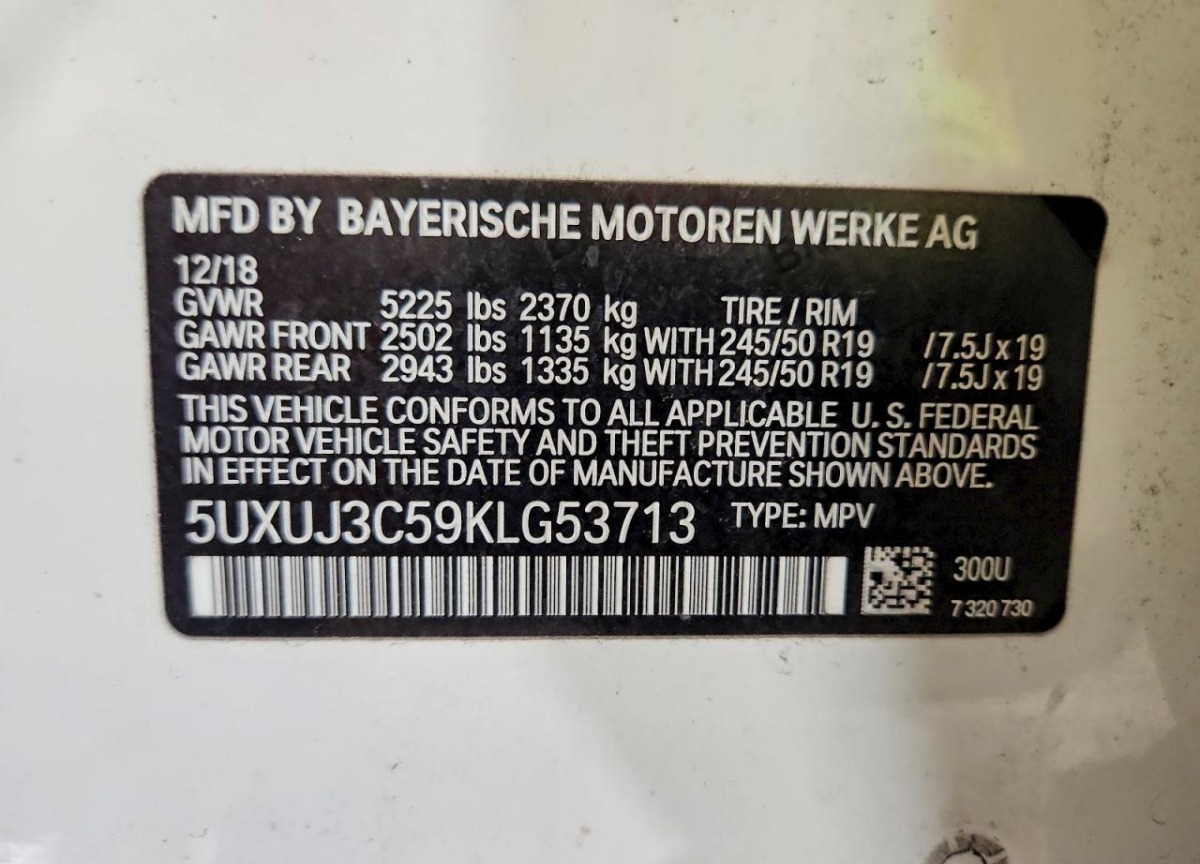 MFD BY BAYERISCHE MOTOREN WERKE AG
12/18
GVWR 5225 lbs 2370 kg TIRE / RIM
GAWR FRONT 2502 lbs 1135 kg WITH 245/50 R19 /7.5J x 19
GAWR REAR 2943 lbs 1335 kg WITH 245/50 R19 /7.5J x 19
THIS VEHICLE CONFORMS TO ALL APPLICABLE U. S. FEDERAL
MOTOR VEHICLE SAFETY AND THEFT PREVENTION STANDARDS
IN EFFECT ON THE DATE OF MANUFACTURE SHOWN ABOVE.
5UXUJ3C59KLG53713 TYPE: MPV
300U
7 320 730